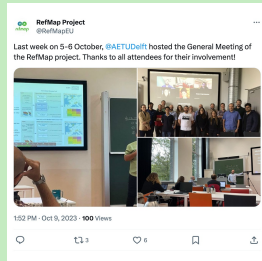 RefMap Project
@RefMapEU
Last week on 5-6 October, @AETUDelft hosted the General Meeting of
the RefMap project. Thanks to all attendees for their involvement!
1:52 PM · Oct 9, 2023 · 100 Views
3
6